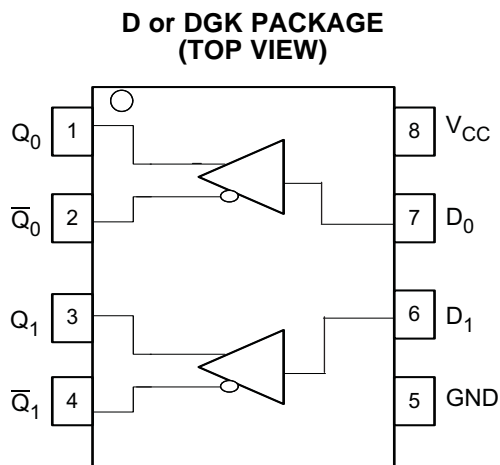 D or DGK PACKAGE
(TOP VIEW)
Q₀ 1 8 V_CC
Q̅₀ 2 7 D₀
Q₁ 3 6 D₁
Q̅₁ 4 5 GND